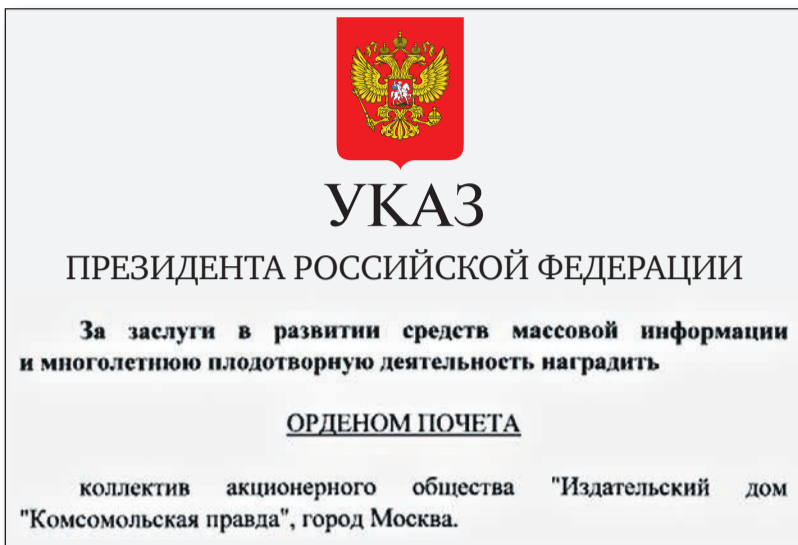 УКАЗ
ПРЕЗИДЕНТА РОССИЙСКОЙ ФЕДЕРАЦИИ
За заслуги в развитии средств массовой информации
и многолетнюю плодотворную деятельность наградить
ОРДЕНОМ ПОЧЕТА
коллектив акционерного общества "Издательский дом
"Комсомольская правда", город Москва.